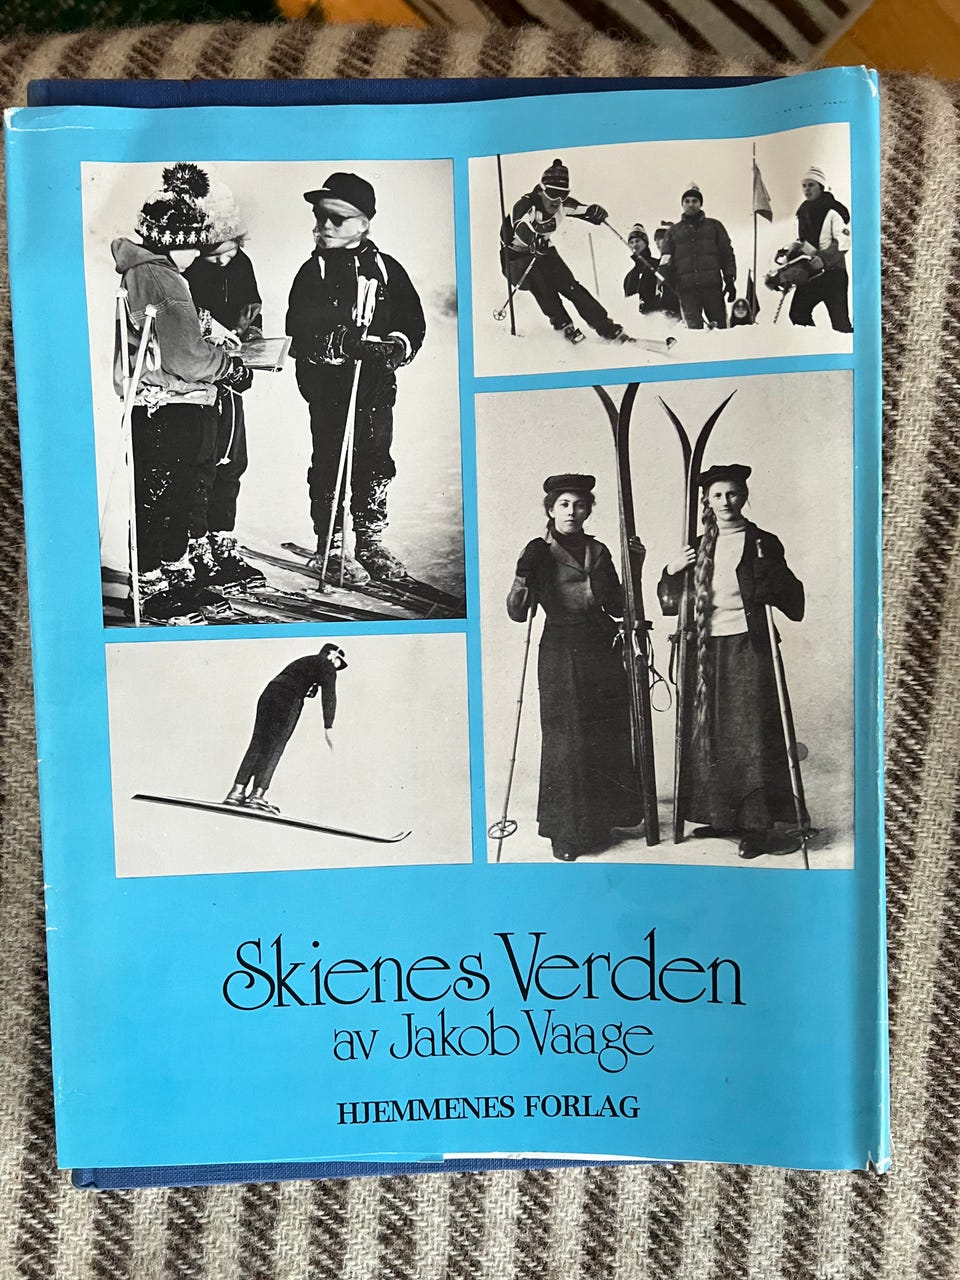 Skienes Verden
av Jakob Vaage
HJEMMENES FORLAG